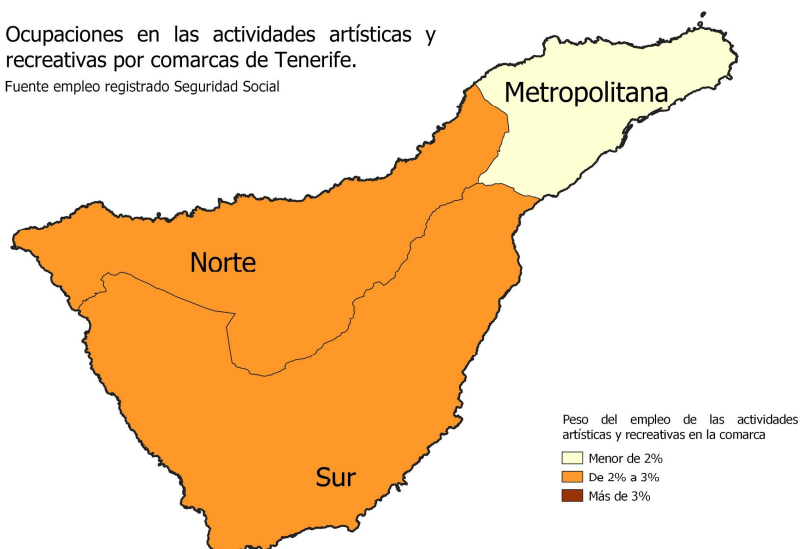 Ocupaciones en las actividades artísticas y
recreativas por comarcas de Tenerife.
Fuente empleo registrado Seguridad Social
Metropolitana
Norte
Sur
Peso del empleo de las actividades
artísticas y recreativas en la comarca
Menor de 2%
De 2% a 3%
Más de 3%